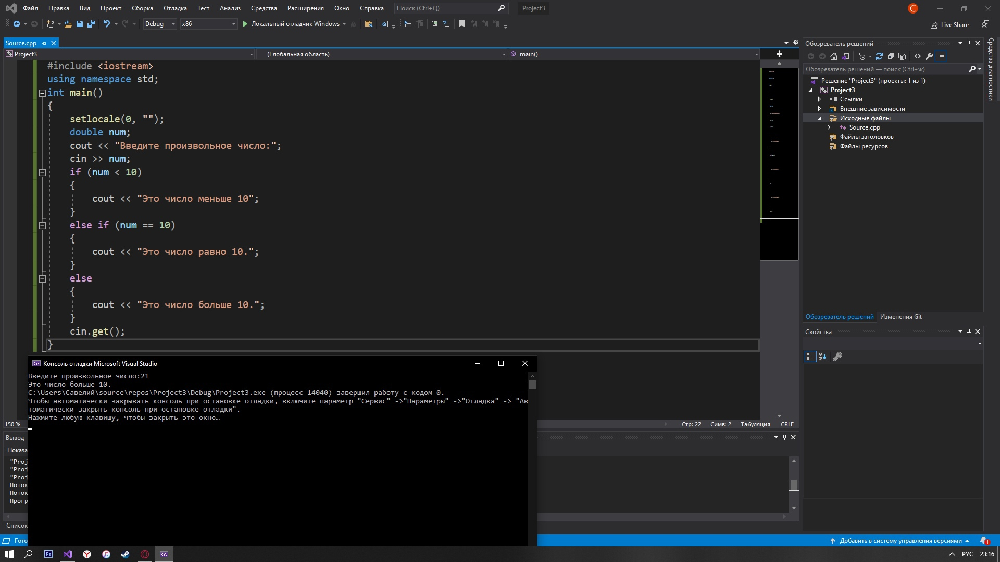 Файл Правка Вид Проект Сборка Отладка Тест Анализ Средства Расширения Окно Справка Поиск (Ctrl+Q) Project3 C
Debug x86 Локальный отладчик Windows Live Share
Source.cpp
Project3 (Глобальная область) main()
#include <iostream>
using namespace std;
int main()
{
setlocale(0, "");
double num;
cout << "Введите произвольное число:";
cin >> num;
if (num < 10)
{
cout << "Это число меньше 10";
}
else if (num == 10)
{
cout << "Это число равно 10.";
}
else
{
cout << "Это число больше 10.";
}
cin.get();
}
150 %
Стр: 22 Симв: 2 Табуляция CRLF
Консоль отладки Microsoft Visual Studio
Введите произвольное число:21
Это число больше 10.
C:\Users\Савелий\source\repos\Project3\Debug\Project3.exe (процесс 14040) завершил работу с кодом 0.
Чтобы автоматически закрывать консоль при остановке отладки, включите параметр "Сервис" ->"Параметры" ->"Отладка" -> "Ав
томатически закрыть консоль при остановке отладки".
Нажмите любую клавишу, чтобы закрыть это окно…
Вывод
Показа
"Proj
"Proj
"Proj
Поток
Поток
Прогр
Список
Гото
Обозреватель решений
Обозреватель решений — поиск (Ctrl+ж)
Решение "Project3" (проекты: 1 из 1)
Project3
Ссылки
Внешние зависимости
Исходные файлы
Source.cpp
Файлы заголовков
Файлы ресурсов
Обозреватель решений Изменения Git
Свойства
Средства диагностики
Добавить в систему управления версиями 1
Ps РУС 23:16